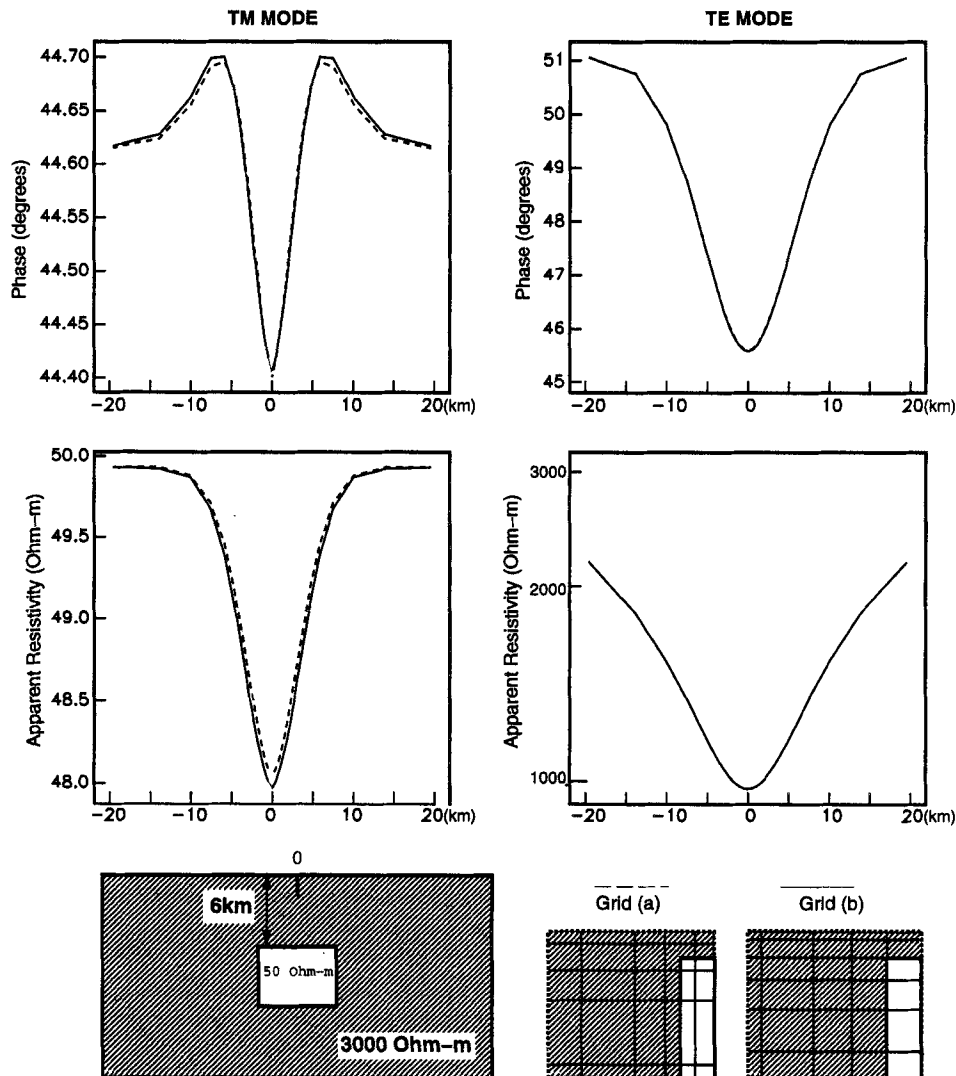 TM MODE
TE MODE
44.70
44.65
44.60
44.55
44.50
44.45
44.40
Phase (degrees)
−20
−10
0
10
20(km)
51
50
49
48
47
46
45
Phase (degrees)
−20
−10
0
10
20(km)
50.0
49.5
49.0
48.5
48.0
Apparent Resistivity (Ohm−m)
−20
−10
0
10
20(km)
3000
2000
1000
Apparent Resistivity (Ohm−m)
−20
−10
0
10
20(km)
0
6km
50 Ohm−m
3000 Ohm−m
Grid (a)
Grid (b)